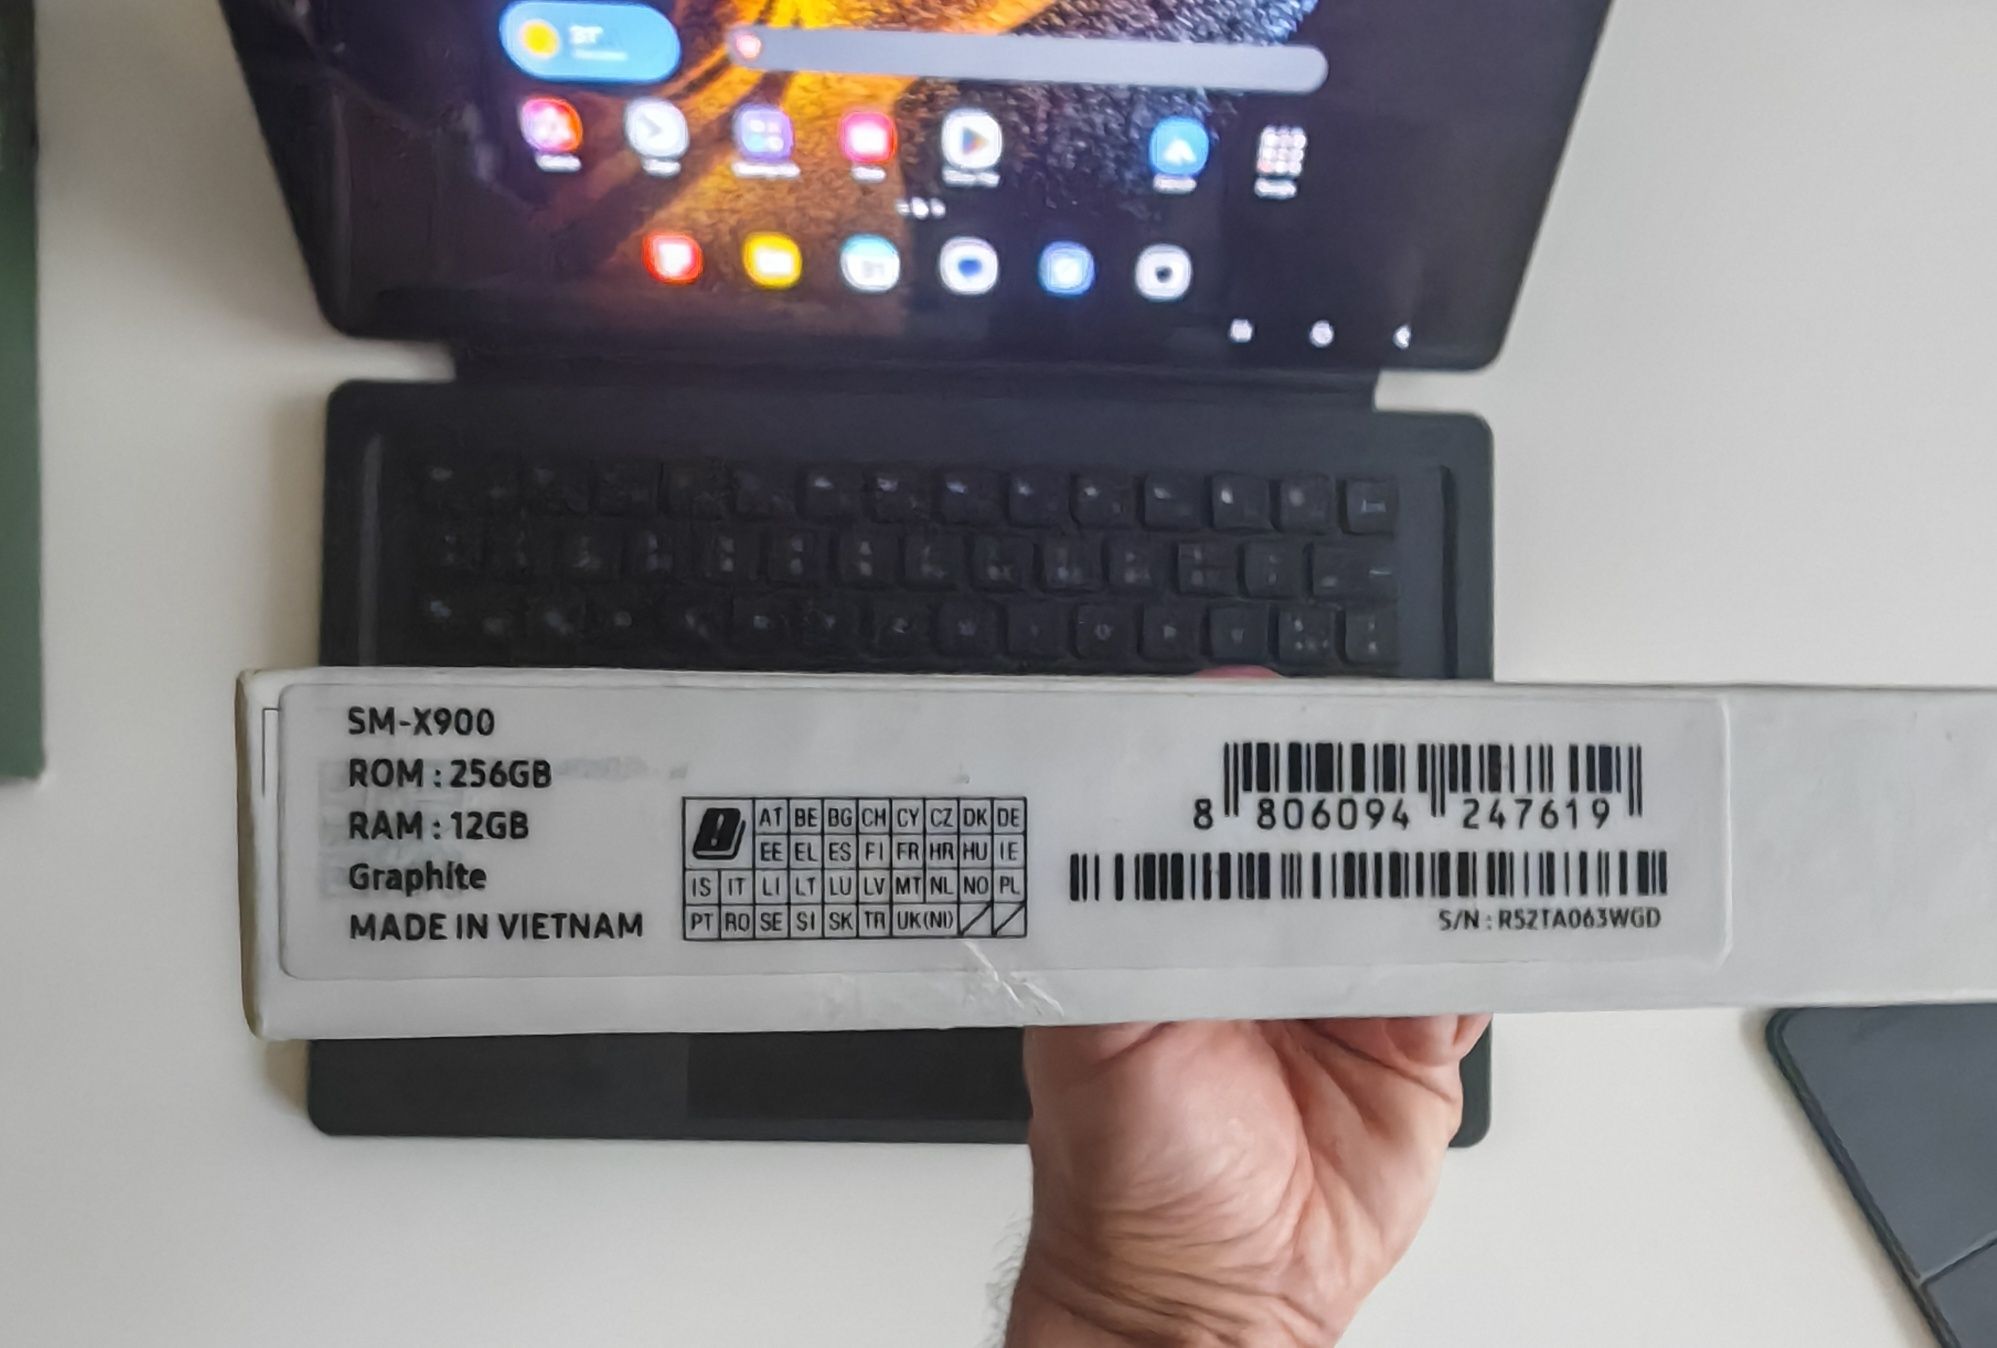 SM-X900
ROM : 256GB
RAM : 12GB
Graphite
MADE IN VIETNAM
AT BE BG CH CY CZ DK DE
EE EL ES FI FR HR HU IE
IS IT LI LT LU LV MT NL NO PL
PT RO SE SI SK TR UK(NI)
8 806094 247619
S/N : R52TA063WGD